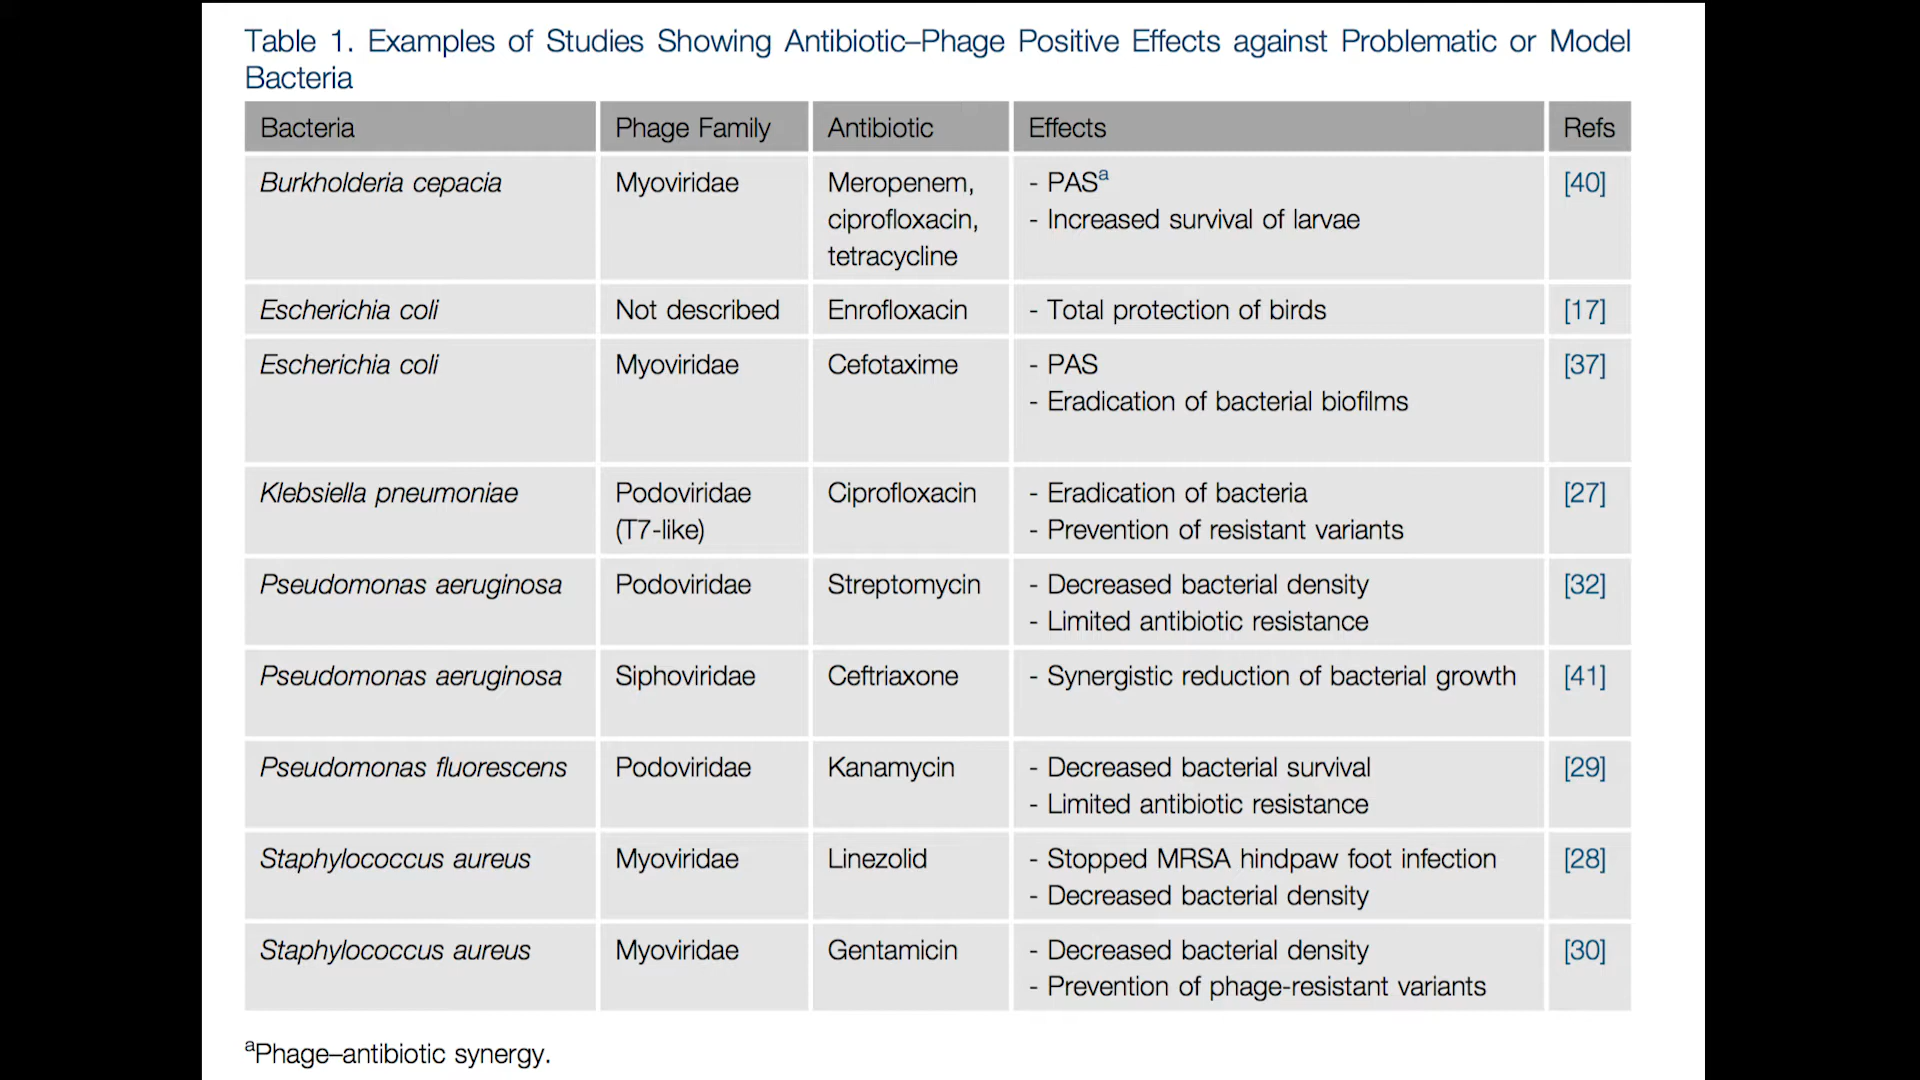 Table 1. Examples of Studies Showing Antibiotic–Phage Positive Effects against Problematic or Model
Bacteria
Bacteria Phage Family Antibiotic Effects Refs
Burkholderia cepacia Myoviridae Meropenem, - PASᵃ [40]
ciprofloxacin, - Increased survival of larvae
tetracycline
Escherichia coli Not described Enrofloxacin - Total protection of birds [17]
Escherichia coli Myoviridae Cefotaxime - PAS [37]
- Eradication of bacterial biofilms
Klebsiella pneumoniae Podoviridae Ciprofloxacin - Eradication of bacteria [27]
(T7-like) - Prevention of resistant variants
Pseudomonas aeruginosa Podoviridae Streptomycin - Decreased bacterial density [32]
- Limited antibiotic resistance
Pseudomonas aeruginosa Siphoviridae Ceftriaxone - Synergistic reduction of bacterial growth [41]
Pseudomonas fluorescens Podoviridae Kanamycin - Decreased bacterial survival [29]
- Limited antibiotic resistance
Staphylococcus aureus Myoviridae Linezolid - Stopped MRSA hindpaw foot infection [28]
- Decreased bacterial density
Staphylococcus aureus Myoviridae Gentamicin - Decreased bacterial density [30]
- Prevention of phage-resistant variants
ᵃPhage–antibiotic synergy.